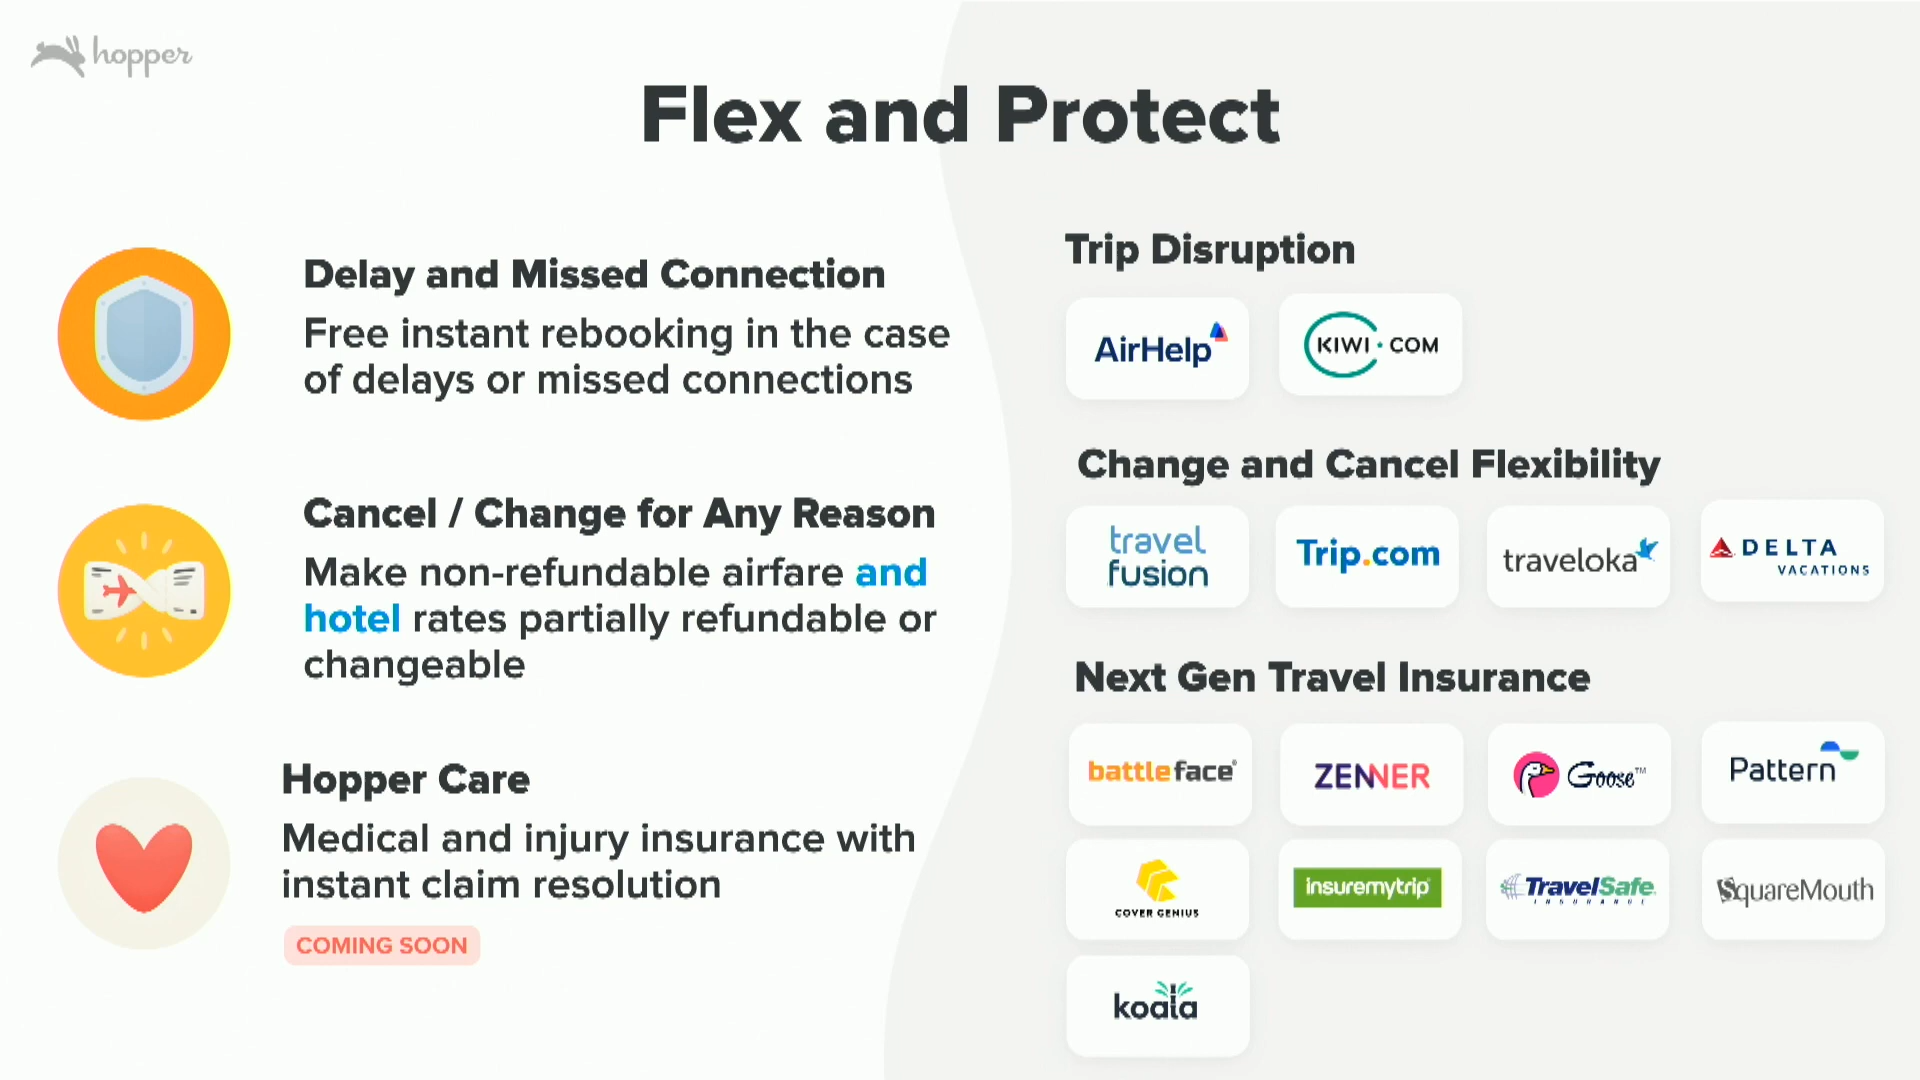 hopper
Flex and Protect
Delay and Missed Connection
Free instant rebooking in the case
of delays or missed connections
Cancel / Change for Any Reason
Make non-refundable airfare and
hotel rates partially refundable or
changeable
Hopper Care
Medical and injury insurance with
instant claim resolution
COMING SOON
Trip Disruption
AirHelp
KIWI.COM
Change and Cancel Flexibility
travel
fusion
Trip.com
traveloka
DELTA
VACATIONS
Next Gen Travel Insurance
battleface
ZENNER
Goose™
Pattern
COVER GENIUS
insuremytrip
TravelSafe
INSURANCE
SquareMouth
koala